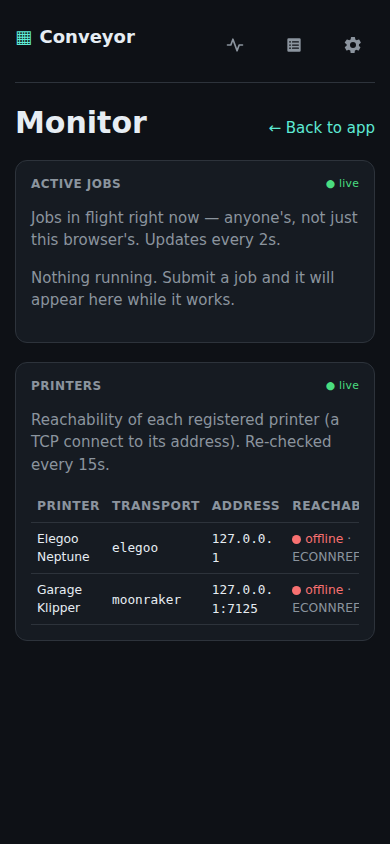 Conveyor
Monitor
← Back to app
ACTIVE JOBS
● live
Jobs in flight right now — anyone's, not just
this browser's. Updates every 2s.
Nothing running. Submit a job and it will
appear here while it works.
PRINTERS
● live
Reachability of each registered printer (a
TCP connect to its address). Re-checked
every 15s.
PRINTER TRANSPORT ADDRESS REACHAB
Elegoo
Neptune
elegoo
127.0.0.
1
● offline ·
ECONNREF
Garage
Klipper
moonraker
127.0.0.
1:7125
● offline ·
ECONNREF